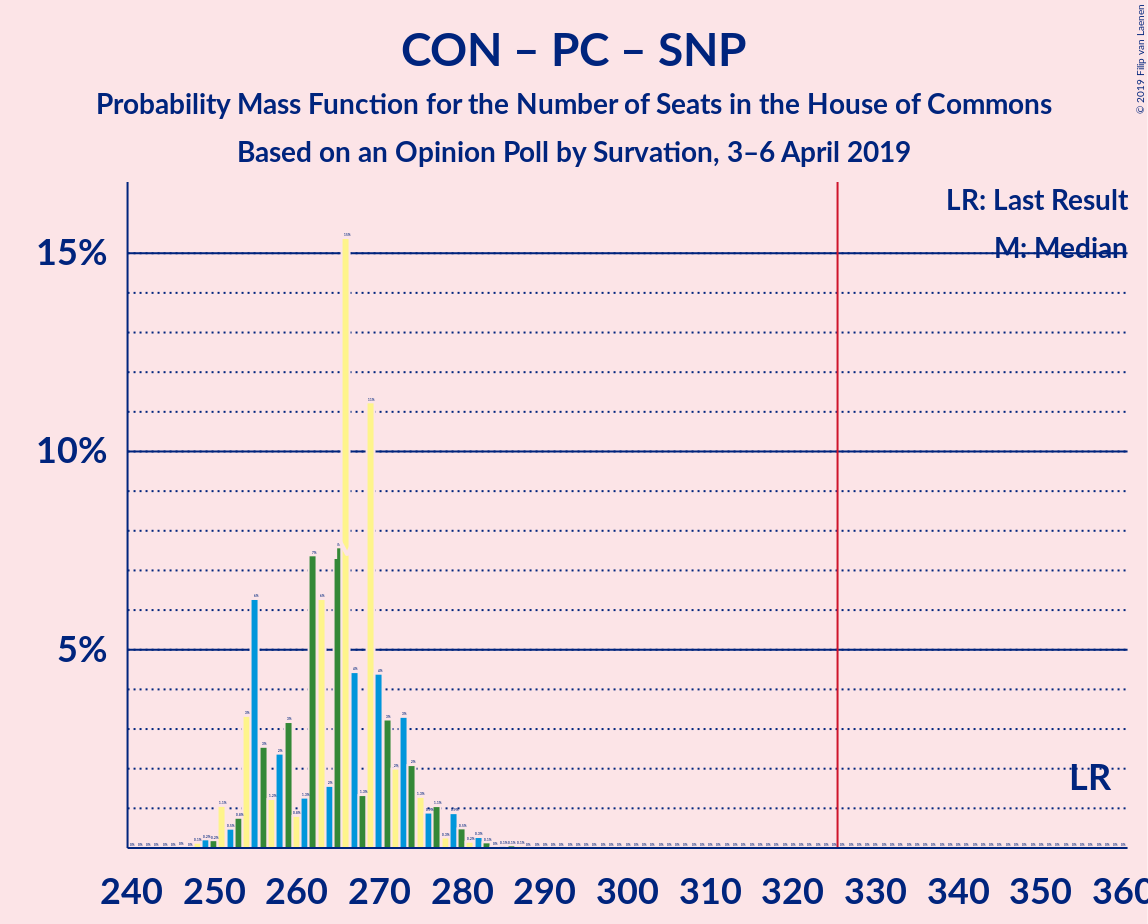 CON – PC – SNP
Probability Mass Function for the Number of Seats in the House of Commons
Based on an Opinion Poll by Survation, 3–6 April 2019
© 2019 Filip van Laenen
LR: Last Result
M: Median
15%
10%
5%
LR
240 250 260 270 280 290 300 310 320 330 340 350 360